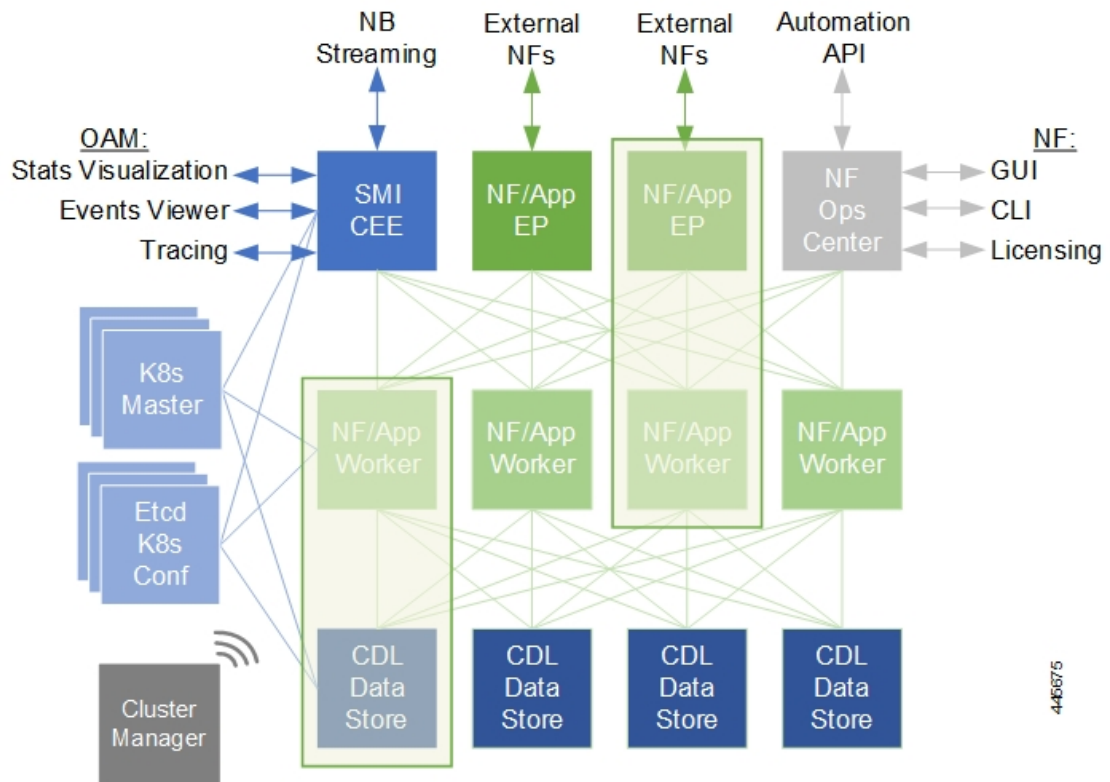 NB
Streaming
External
NFs
External
NFs
Automation
API
OAM:
Stats Visualization
Events Viewer
Tracing
SMI
CEE
NF/App
EP
NF/App
EP
NF
Ops
Center
NF:
GUI
CLI
Licensing
K8s
Master
NF/App
Worker
NF/App
Worker
NF/App
Worker
NF/App
Worker
Etcd
K8s
Conf
Cluster
Manager
CDL
Data
Store
CDL
Data
Store
CDL
Data
Store
CDL
Data
Store
445675